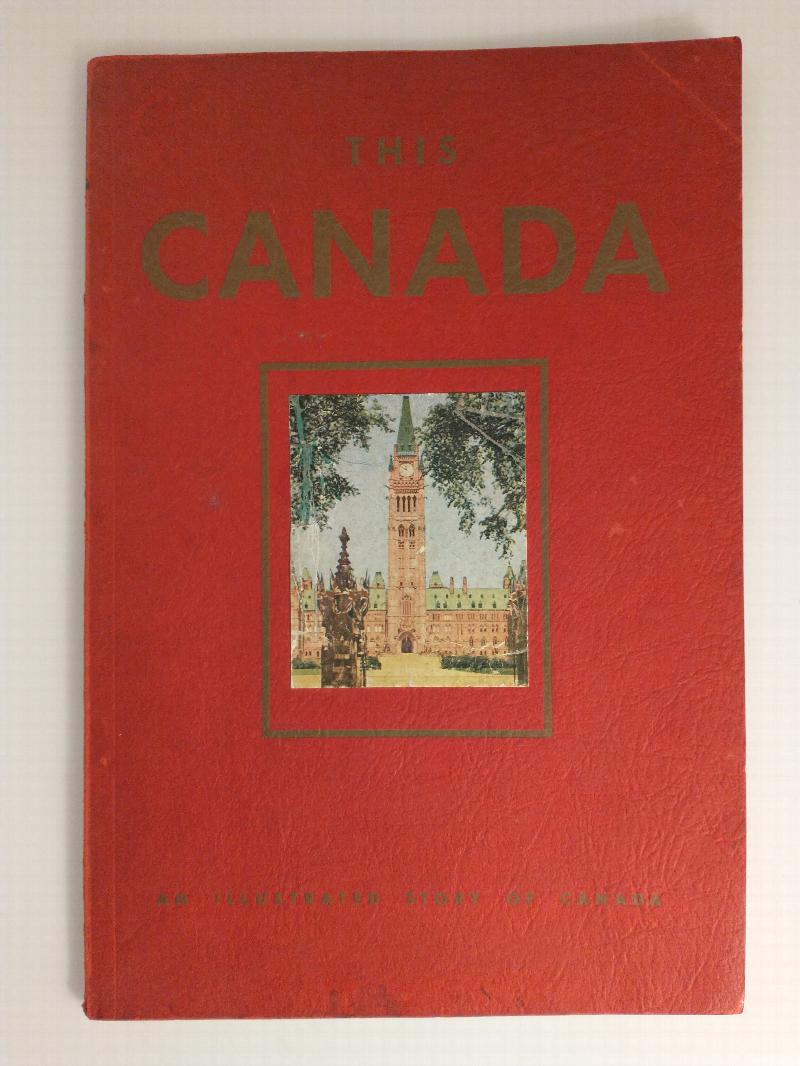 THIS
CANADA
AN ILLUSTRATED STORY OF CANADA